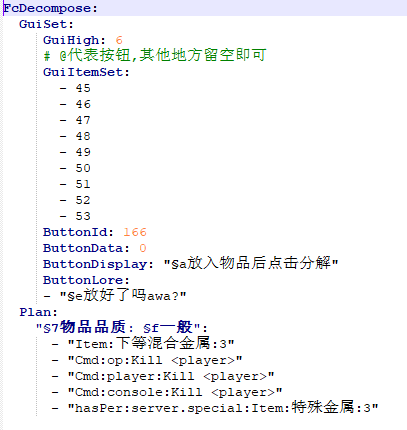 FcDecompose:
GuiSet:
GuiHigh: 6
# @代表按钮,其他地方留空即可
GuiItemSet:
- 45
- 46
- 47
- 48
- 49
- 50
- 51
- 52
- 53
ButtonId: 166
ButtonData: 0
ButtonDisplay: "§a放入物品后点击分解"
ButtonLore:
- "§e放好了吗awa?"
Plan:
"§7物品品质: §f一般":
- "Item:下等混合金属:3"
- "Cmd:op:Kill <player>"
- "Cmd:player:Kill <player>"
- "Cmd:console:Kill <player>"
- "hasPer:server.special:Item:特殊金属:3"